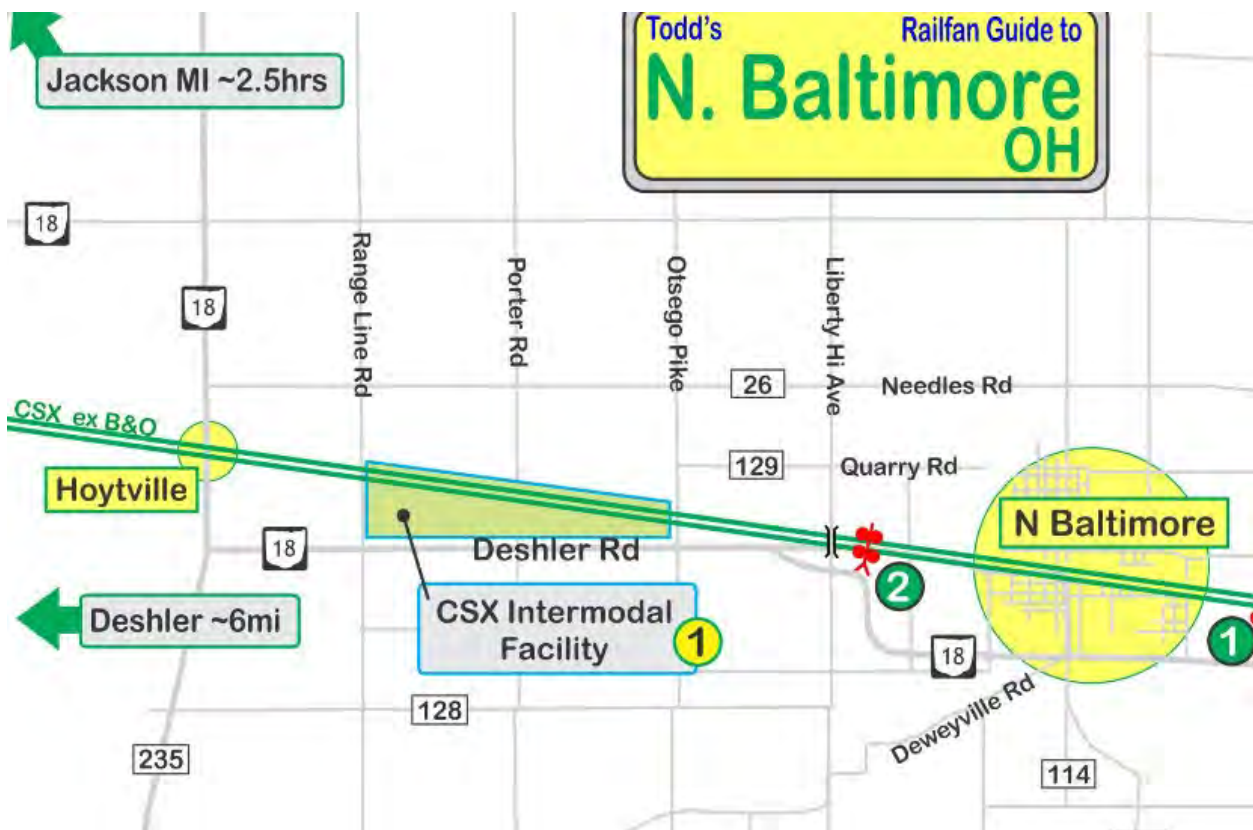 Todd's
Railfan Guide to
N. Baltimore
OH
Jackson MI ~2.5hrs
18
18
Range Line Rd
Porter Rd
Otsego Pike
Liberty Hi Ave
26
Needles Rd
CSX ex B&O
129
Quarry Rd
Hoytville
N Baltimore
18
Deshler Rd
2
CSX Intermodal
Facility
1
Deshler ~6mi
1
18
128
Deweyville Rd
235
114